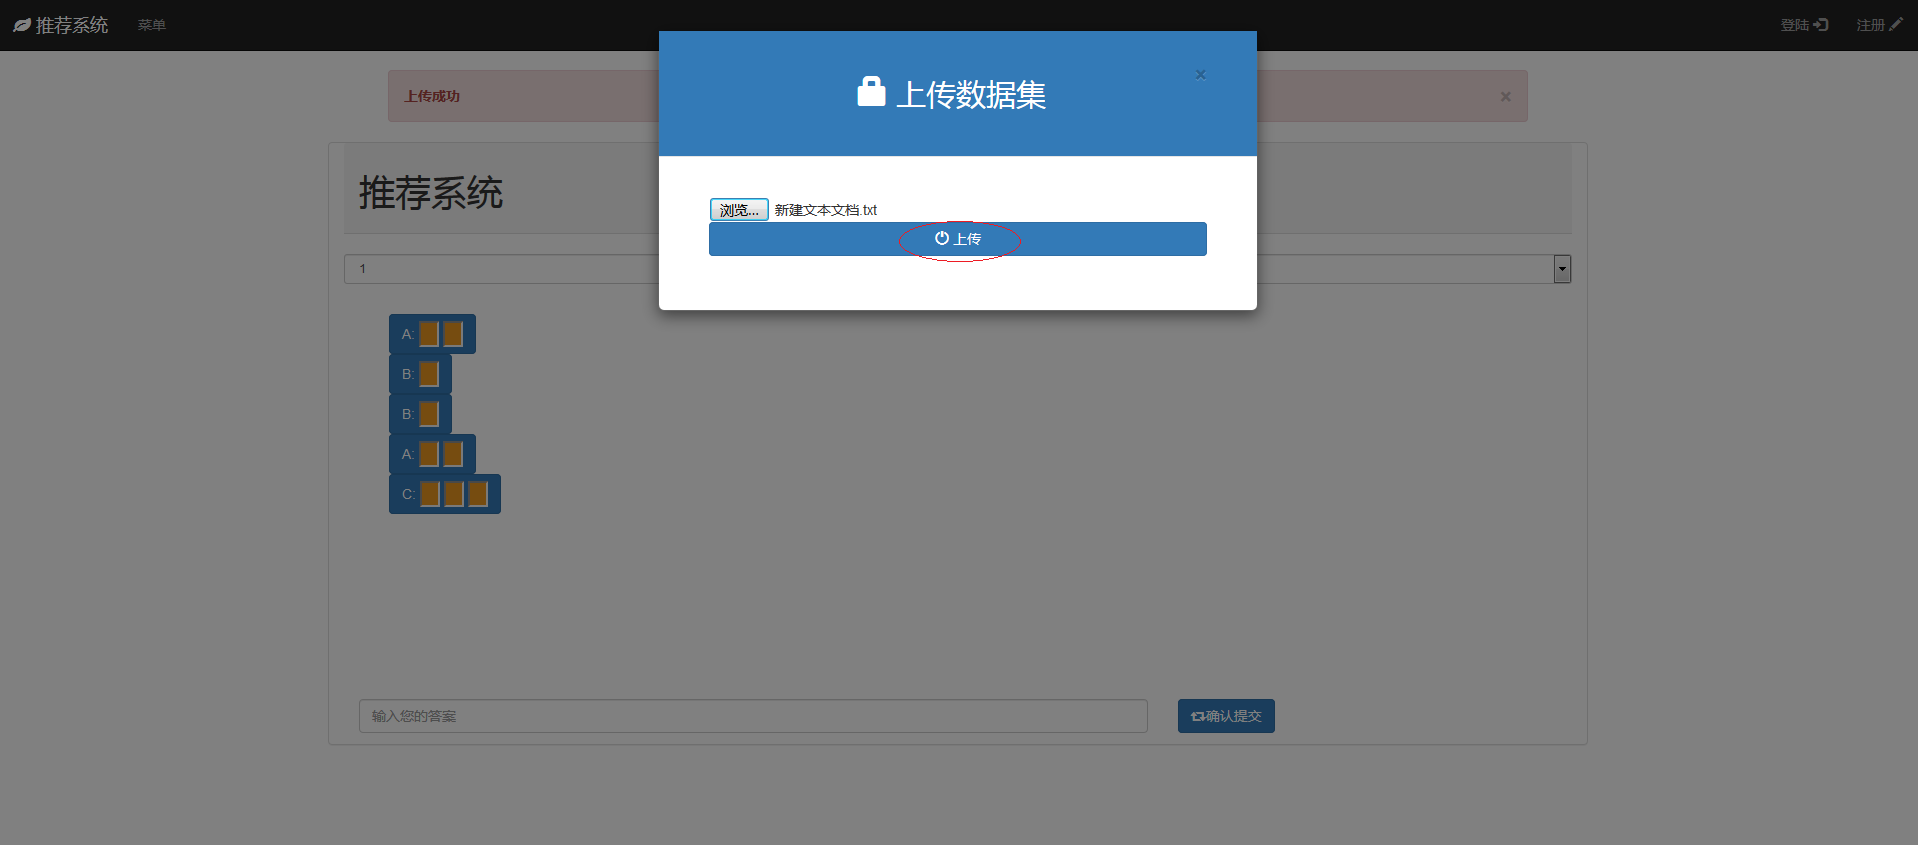 推荐系统 菜单 登陆 注册
上传成功 ×
上传数据集 ×
浏览... 新建文本文档.txt
上传
推荐系统
1
A:
B:
B:
A:
C:
输入您的答案 确认提交